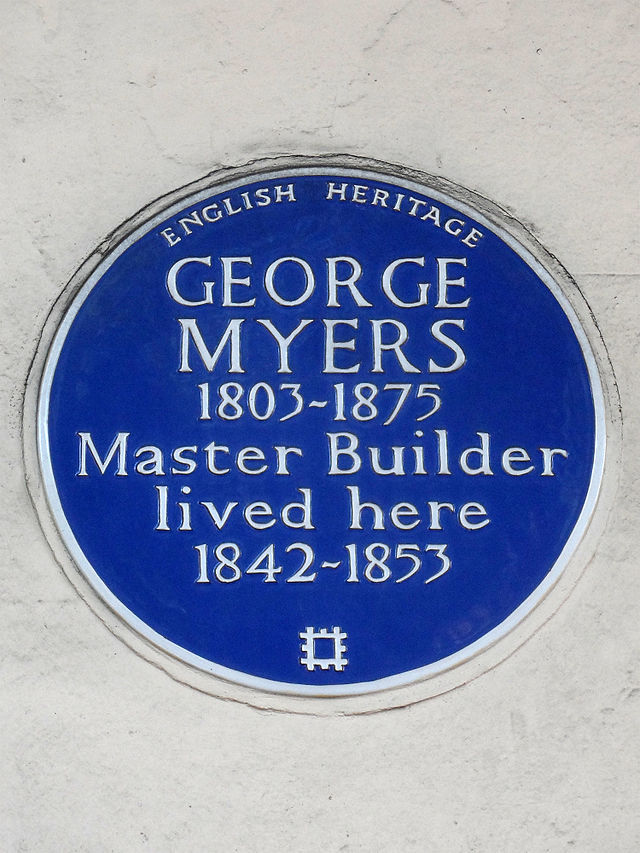 ENGLISH HERITAGE
GEORGE
MYERS
1803-1875
Master Builder
lived here
1842-1853